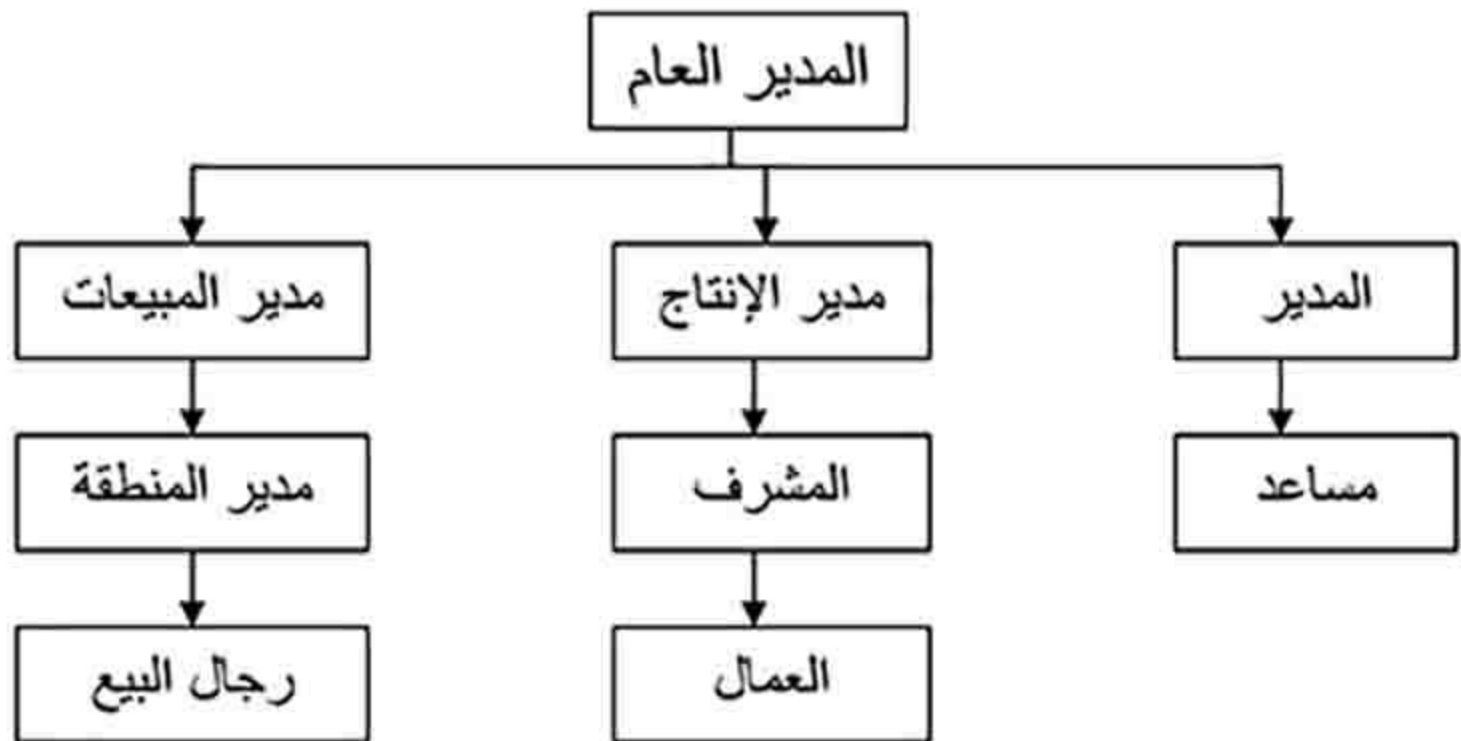 المدير العام
المدير
مدير الإنتاج
مدير المبيعات
مساعد
المشرف
مدير المنطقة
العمال
رجال البيع